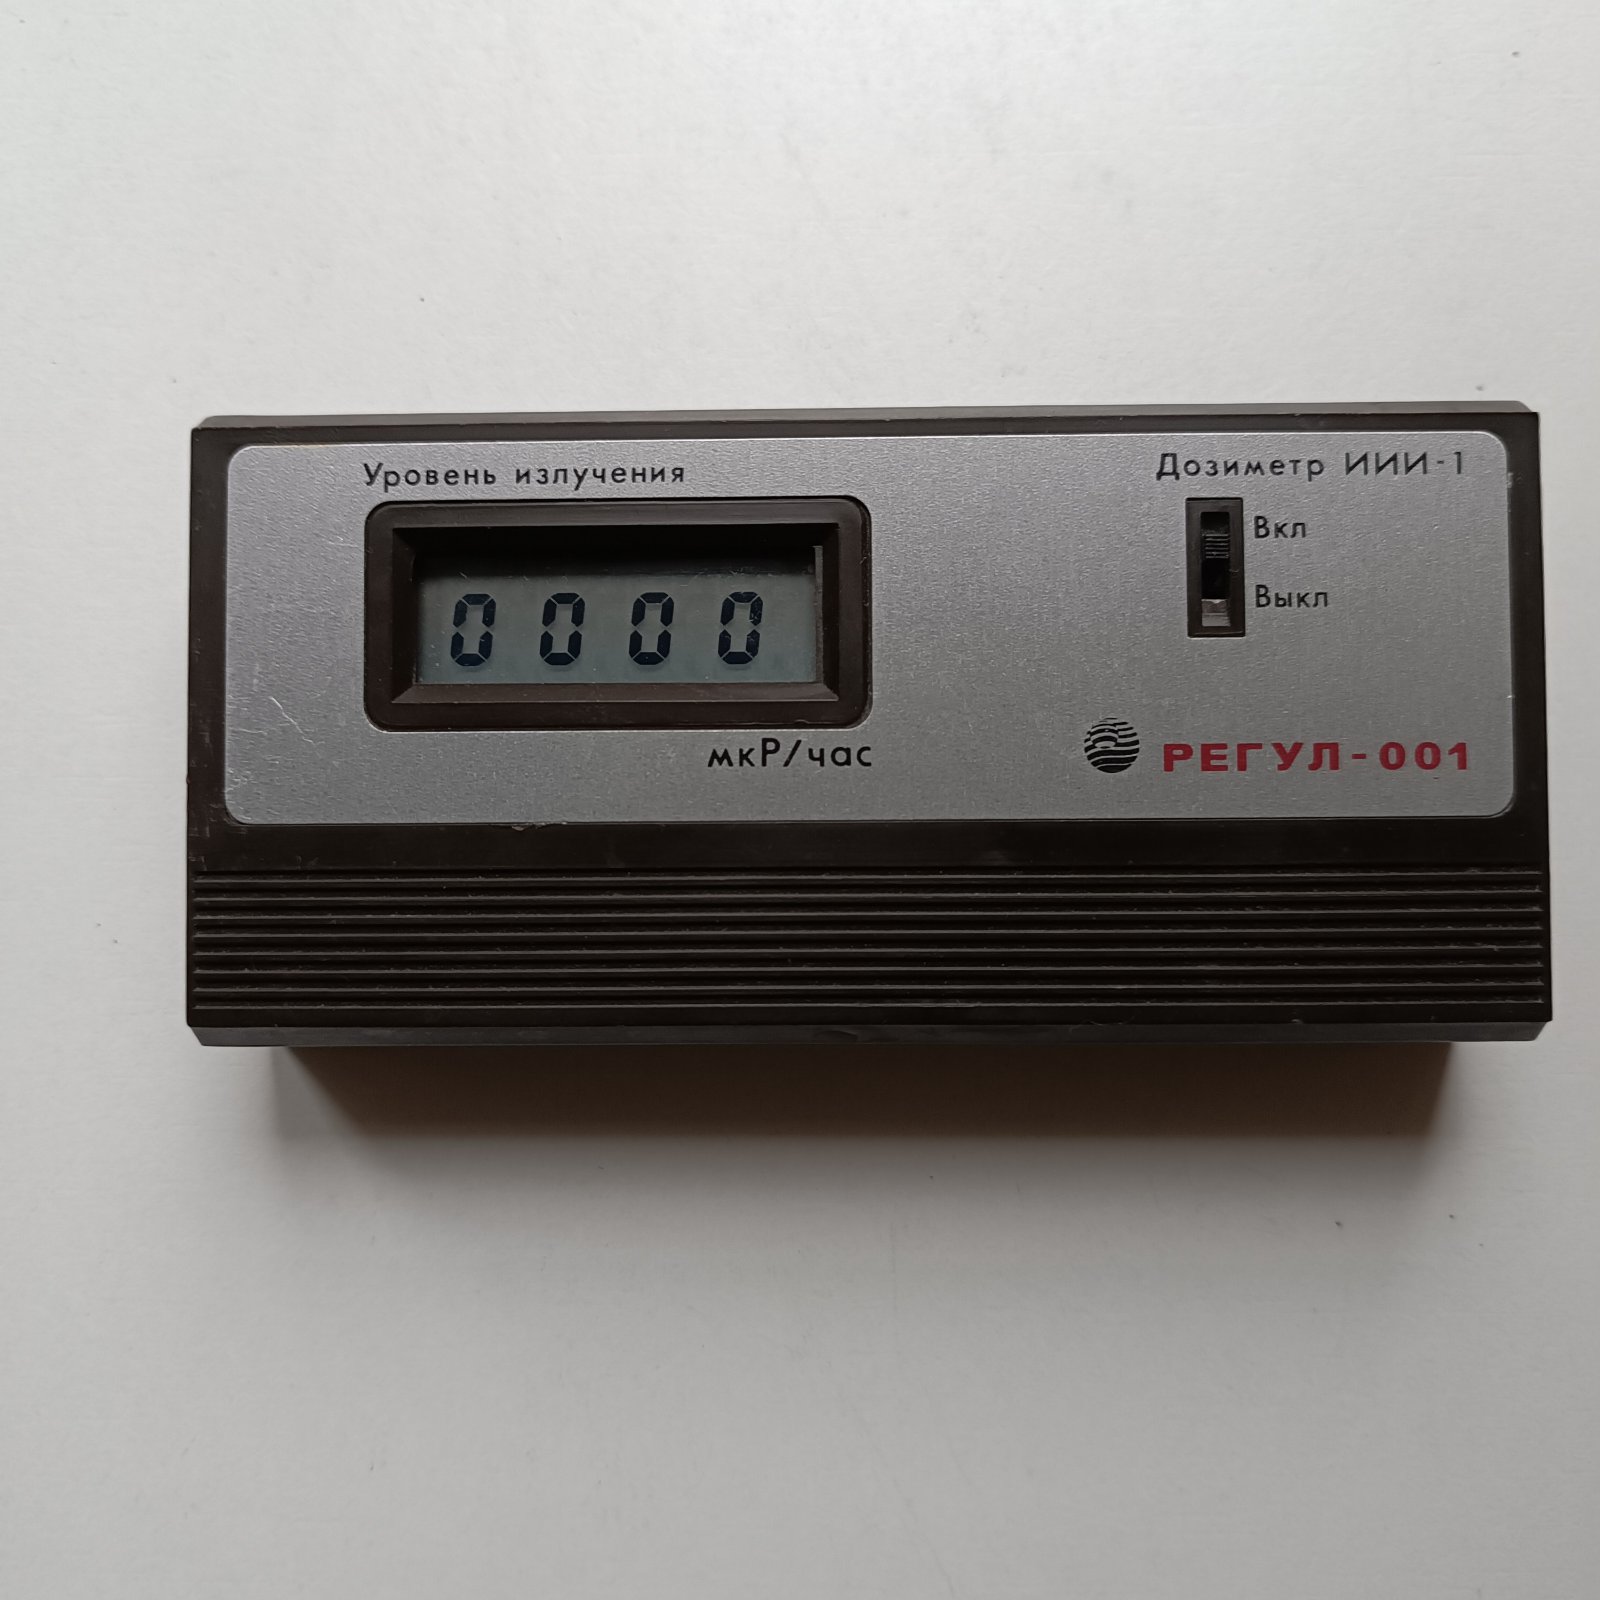 Уровень излучения
Дозиметр ИИИ-1
Вкл
Выкл
0000
мкР/час
РЕГУЛ-001